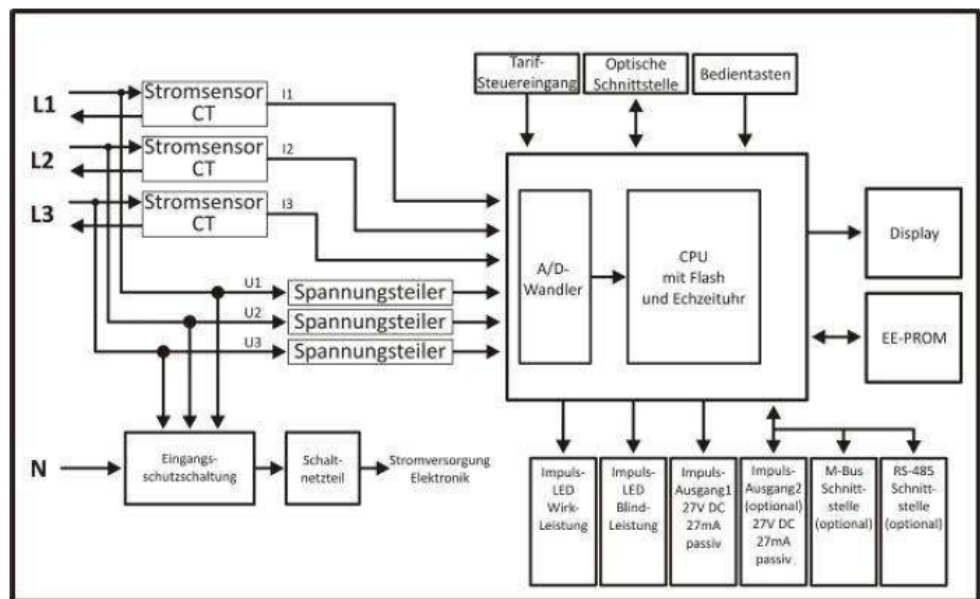 Tarif-
Steuereingang
Optische
Schnittstelle
Bedientasten
L1
Stromsensor
CT
I1
L2
Stromsensor
CT
I2
L3
Stromsensor
CT
I3
A/D-
Wandler
CPU
mit Flash
und Echzeituhr
Display
EE-PROM
U1
Spannungsteiler
U2
Spannungsteiler
U3
Spannungsteiler
N
Eingangs-
schutzschaltung
Schalt-
netzteil
Stromversorgung
Elektronik
Impuls-
LED
Wirk-
Leistung
Impuls-
LED
Blind-
Leistung
Impuls-
Ausgang1
27V DC
27mA
passiv
Impuls-
Ausgang2
(optional)
27V DC
27mA
passiv
M-Bus
Schnitt-
stelle
(optional)
RS-485
Schnitt-
stelle
(optional)